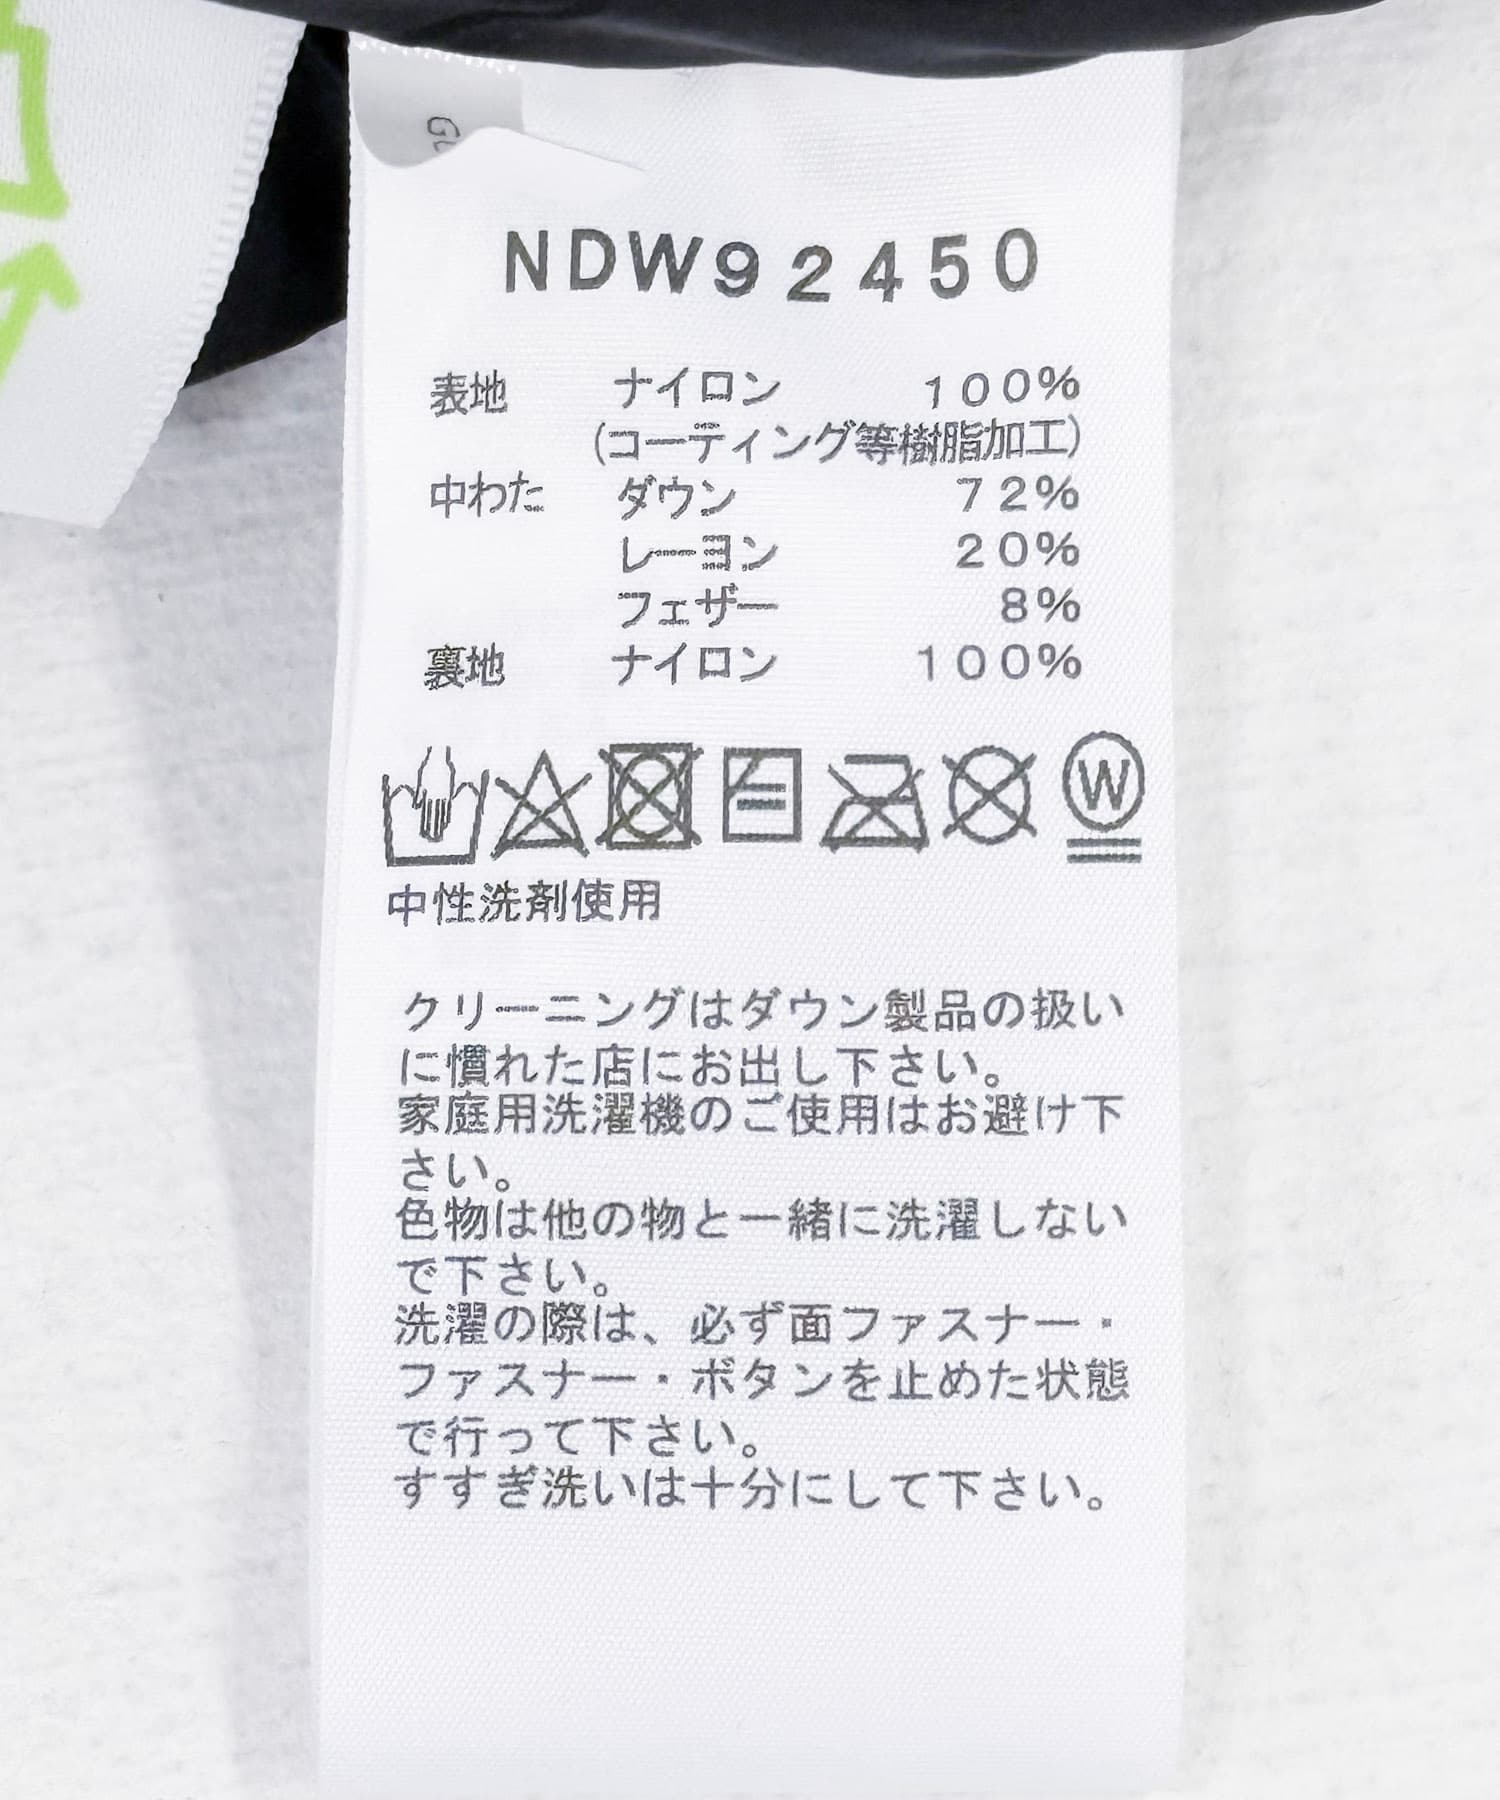 NDW92450
表地 ナイロン 100%
(コーティング等樹脂加工)
中わた ダウン 72%
レーヨン 20%
フェザー 8%
裏地 ナイロン 100%
W
中性洗剤使用
クリーニングはダウン製品の扱い
に慣れた店にお出し下さい。
家庭用洗濯機のご使用はお避け下
さい。
色物は他の物と一緒に洗濯しない
で下さい。
洗濯の際は、必ず面ファスナー・
ファスナー・ボタンを止めた状態
で行って下さい。
すすぎ洗いは十分にして下さい。